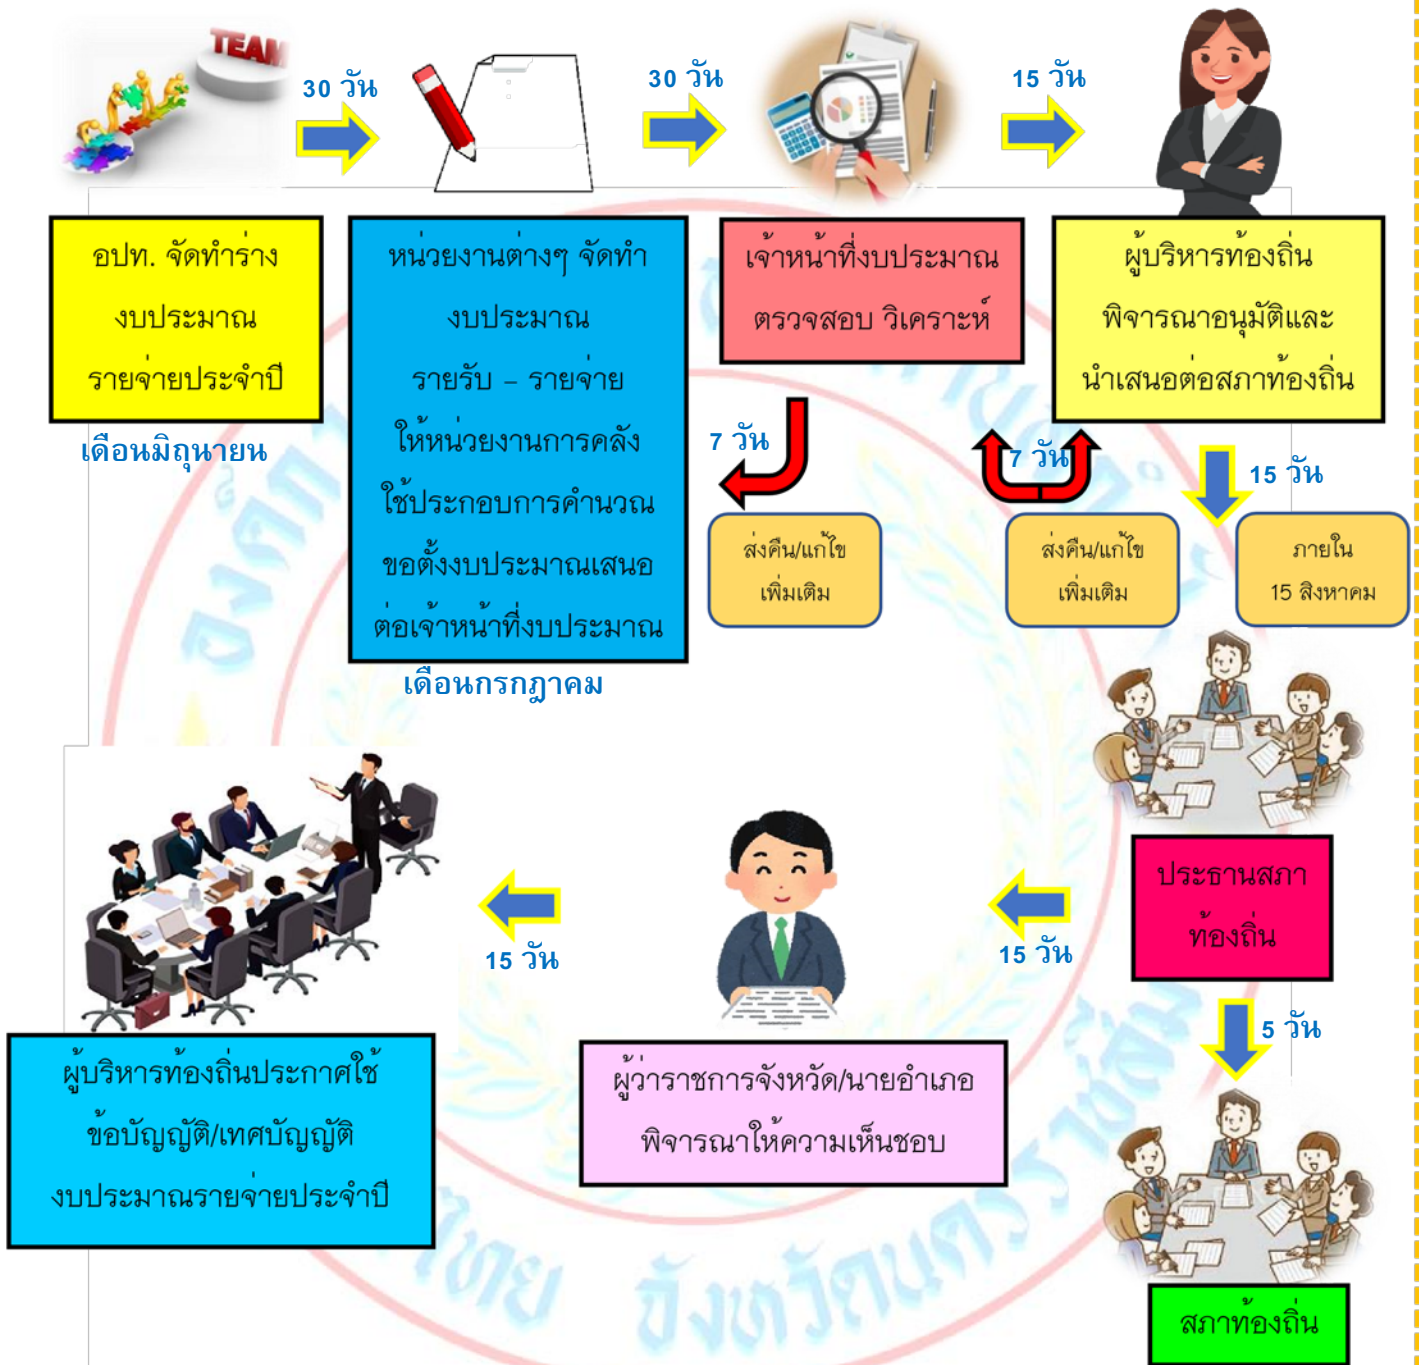 TEAM
30 วัน
30 วัน
15 วัน
อปท. จัดทำร่าง
งบประมาณ
รายจ่ายประจำปี
เดือนมิถุนายน
หน่วยงานต่างๆ จัดทำ
งบประมาณ
รายรับ – รายจ่าย
ให้หน่วยงานการคลัง
ใช้ประกอบการคำนวณ
ขอตั้งงบประมาณเสนอ
ต่อเจ้าหน้าที่งบประมาณ
เดือนกรกฎาคม
เจ้าหน้าที่งบประมาณ
ตรวจสอบ วิเคราะห์
7 วัน
ส่งคืน/แก้ไข
เพิ่มเติม
ผู้บริหารท้องถิ่น
พิจารณาอนุมัติและ
นำเสนอต่อสภาท้องถิ่น
7 วัน
ส่งคืน/แก้ไข
เพิ่มเติม
15 วัน
ภายใน
15 สิงหาคม
ประธานสภา
ท้องถิ่น
15 วัน
5 วัน
สภาท้องถิ่น
ผู้ว่าราชการจังหวัด/นายอำเภอ
พิจารณาให้ความเห็นชอบ
15 วัน
ผู้บริหารท้องถิ่นประกาศใช้
ข้อบัญญัติ/เทศบัญญัติ
งบประมาณรายจ่ายประจำปี